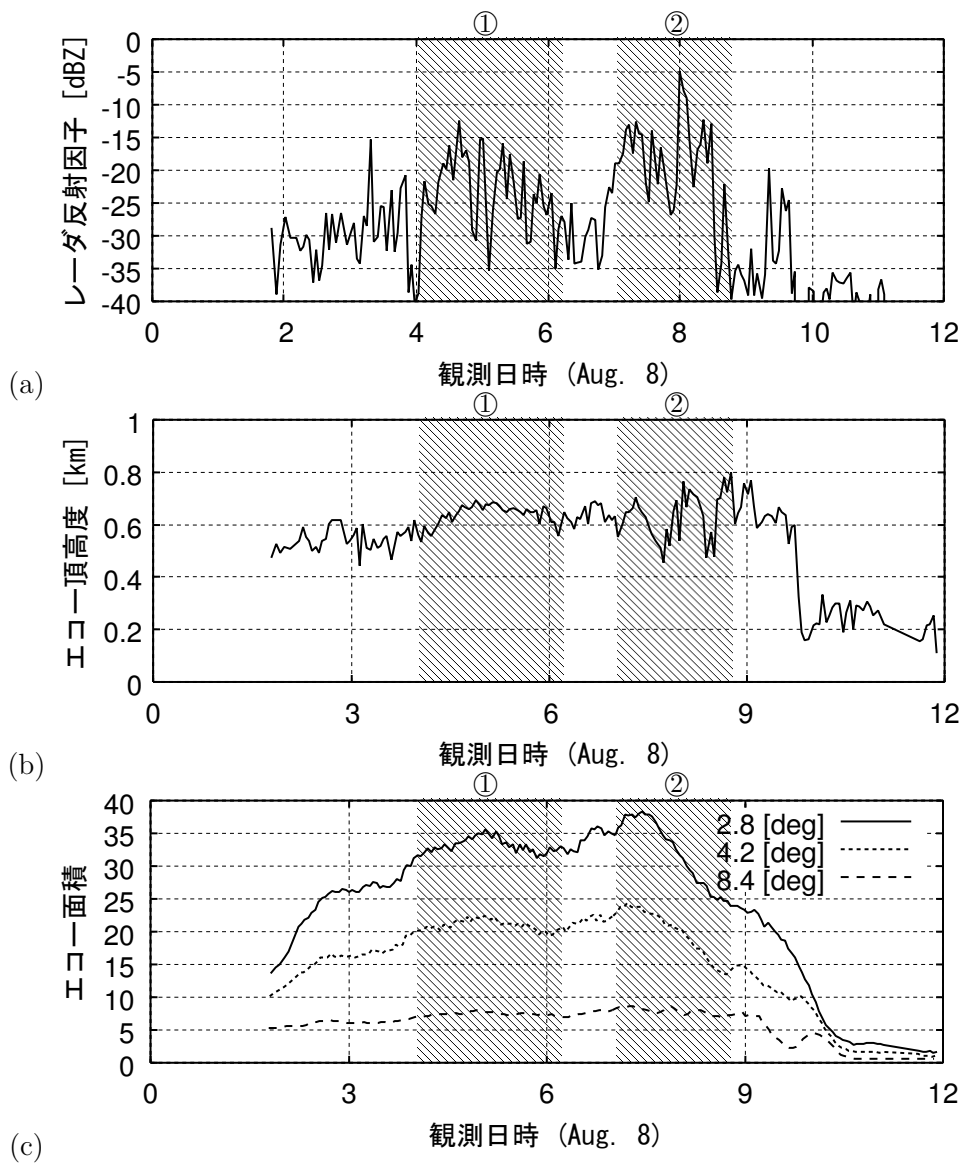 ① ②
レーダ反射因子 [dBZ]
0
-5
-10
-15
-20
-25
-30
-35
-40
0 2 4 6 8 10 12
観測日時 (Aug. 8)
(a)
① ②
エコー頂高度 [km]
1
0.8
0.6
0.4
0.2
0
0 3 6 9 12
観測日時 (Aug. 8)
(b)
① ②
エコー面積
40
35
30
25
20
15
10
5
0
2.8 [deg]
4.2 [deg]
8.4 [deg]
0 3 6 9 12
観測日時 (Aug. 8)
(c)